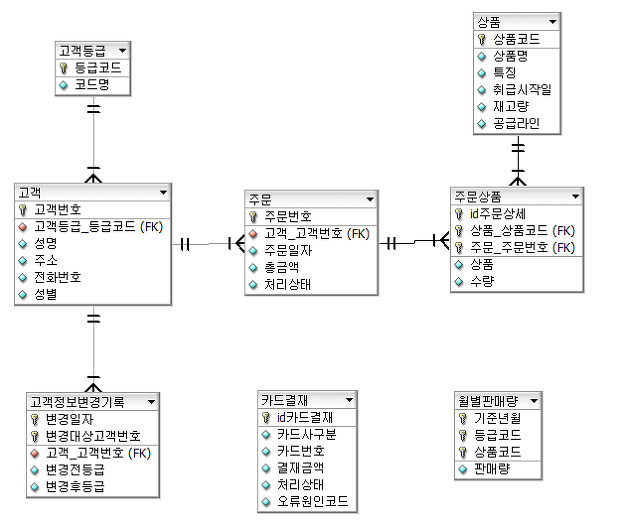 고객등급
등급코드
코드명
상품
상품코드
상품명
특징
취급시작일
재고량
공급라인
고객
고객번호
고객등급_등급코드 (FK)
성명
주소
전화번호
성별
주문
주문번호
고객_고객번호 (FK)
주문일자
총금액
처리상태
주문상품
id주문상세
상품_상품코드 (FK)
주문_주문번호 (FK)
상품
수량
고객정보변경기록
변경일자
변경대상고객번호
고객_고객번호 (FK)
변경전등급
변경후등급
카드결재
id카드결재
카드사구분
카드번호
결재금액
처리상태
오류원인코드
월별판매량
기준년월
등급코드
상품코드
판매량